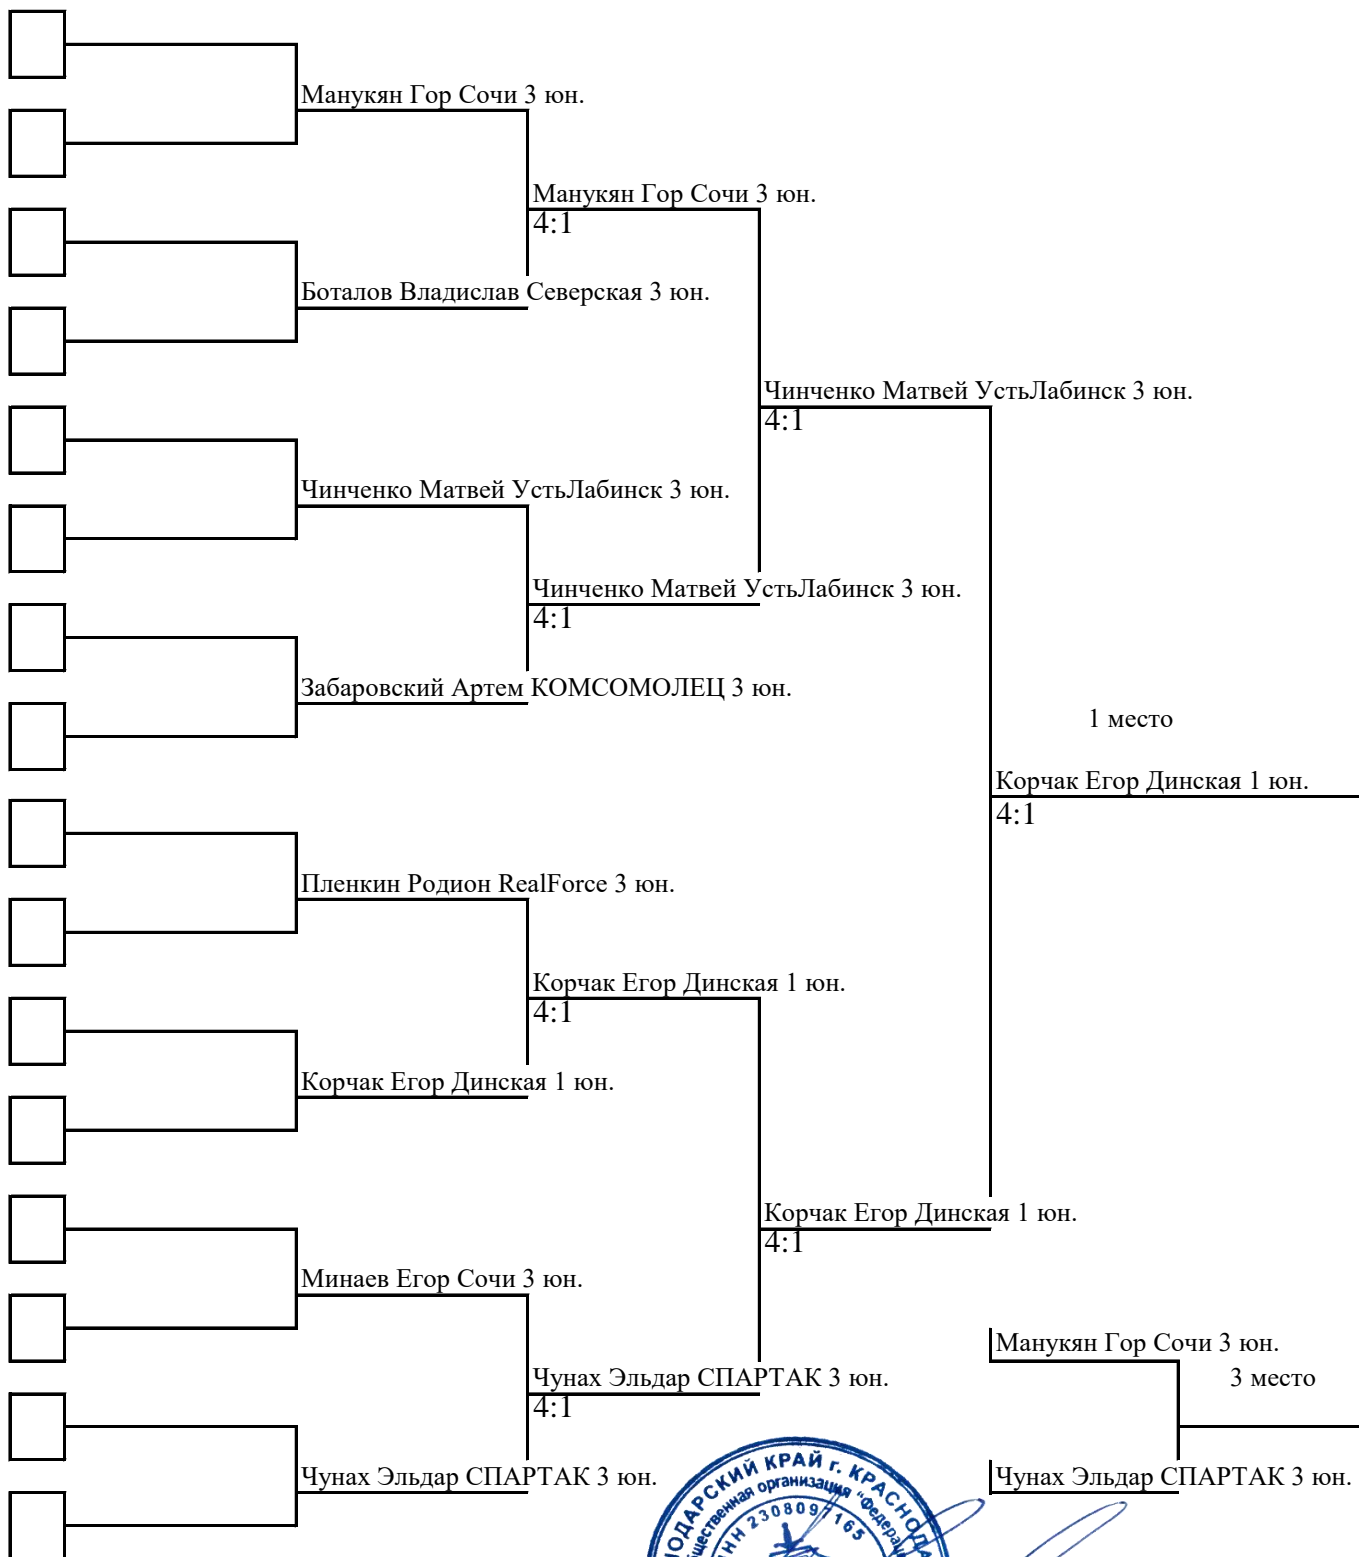 Манукян Гор Сочи 3 юн.
Манукян Гор Сочи 3 юн.
4:1
Боталов Владислав Северская 3 юн.
Чинченко Матвей УстьЛабинск 3 юн.
4:1
Чинченко Матвей УстьЛабинск 3 юн.
Чинченко Матвей УстьЛабинск 3 юн.
4:1
Забаровский Артем КОМСОМОЛЕЦ 3 юн.
1 место
Корчак Егор Динская 1 юн.
4:1
Пленкин Родион RealForce 3 юн.
Корчак Егор Динская 1 юн.
4:1
Корчак Егор Динская 1 юн.
Корчак Егор Динская 1 юн.
4:1
Минаев Егор Сочи 3 юн.
Манукян Гор Сочи 3 юн.
Чунах Эльдар СПАРТАК 3 юн.
3 место
4:1
Чунах Эльдар СПАРТАК 3 юн.
Чунах Эльдар СПАРТАК 3 юн.
КРАЙ г.
организация
2308097165